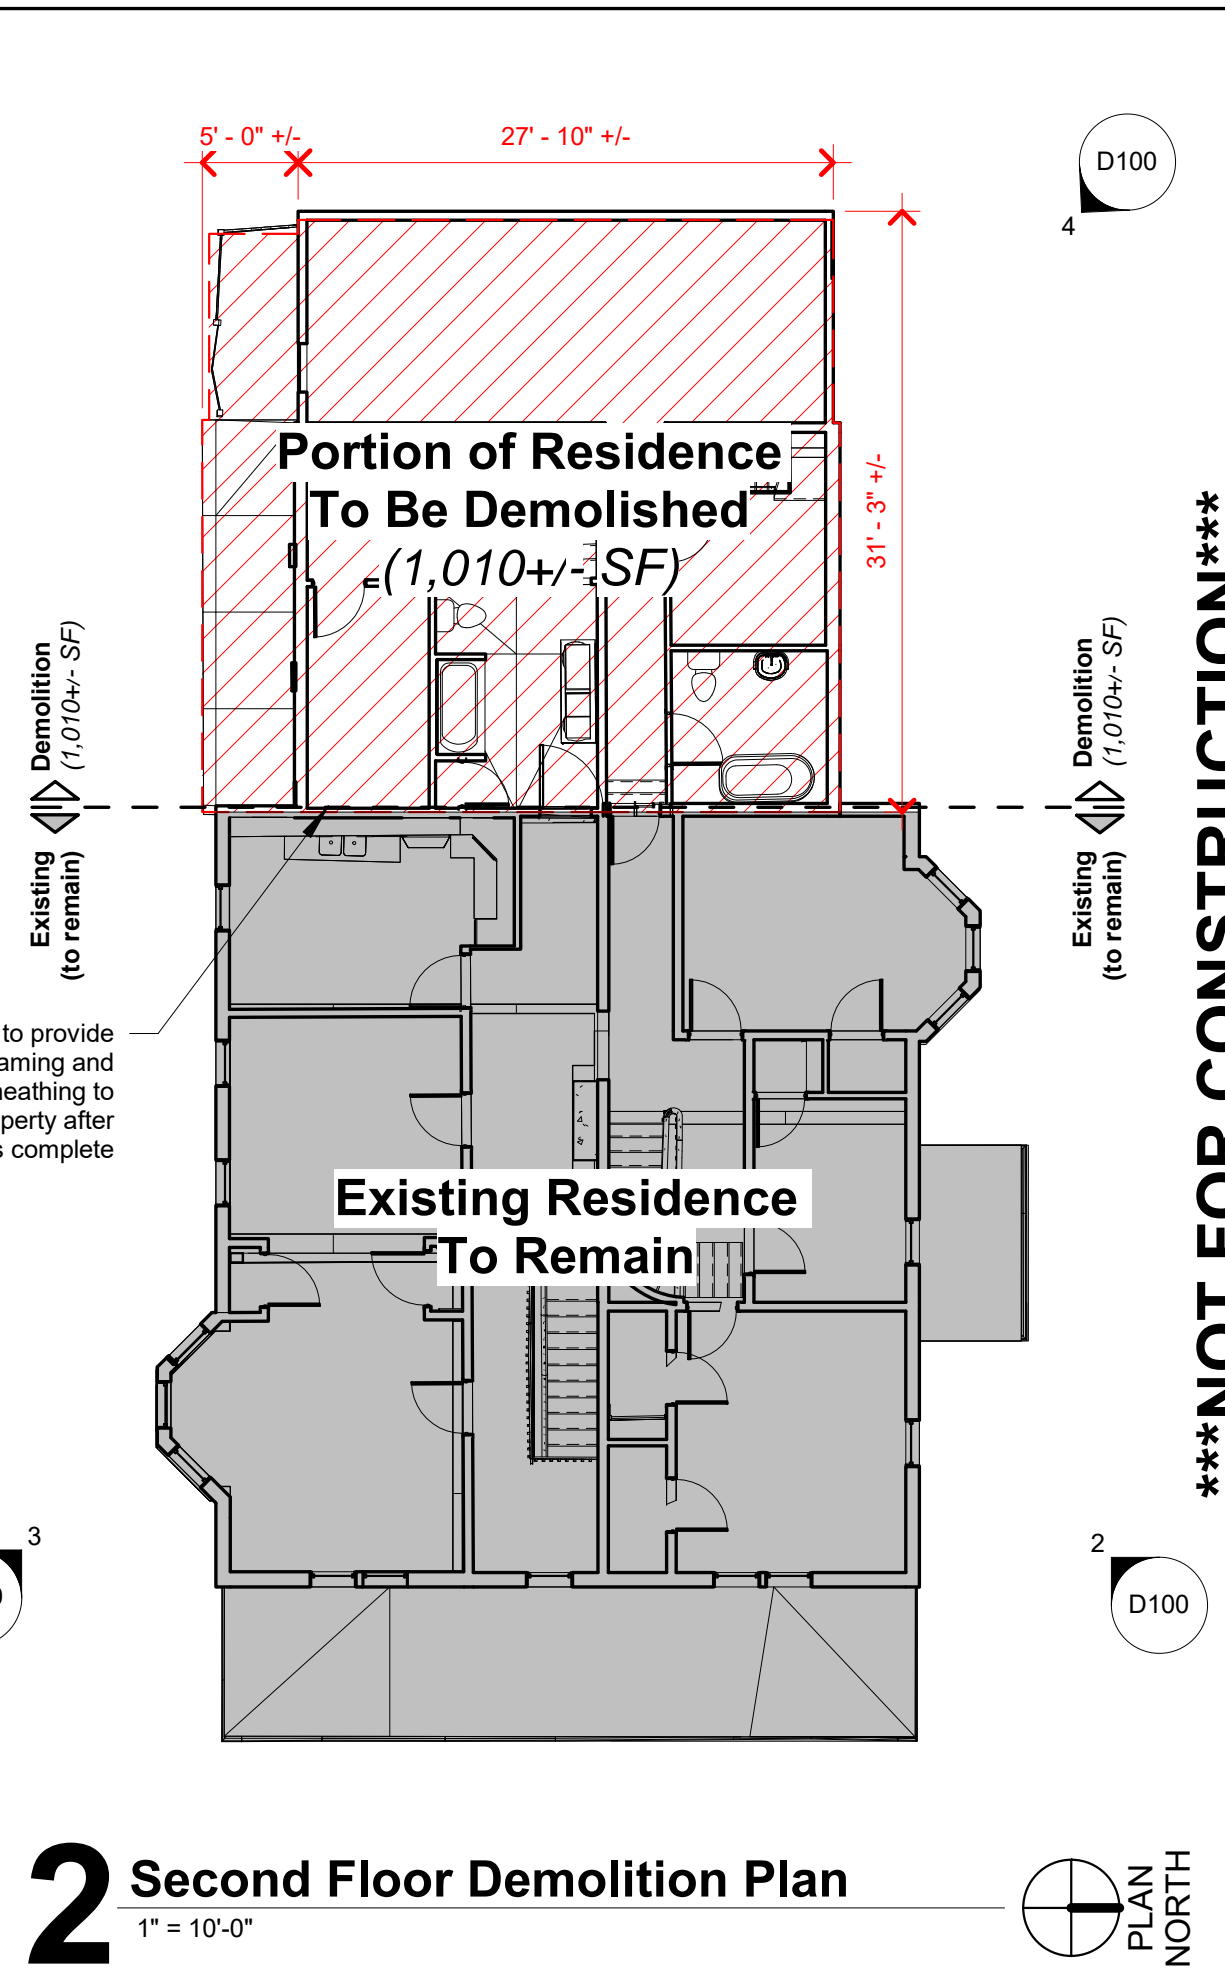 5' - 0" +/-
27' - 10" +/-
D100
4
31' - 3" +/-
Portion of Residence
To Be Demolished
(1,010+/- SF)
Demolition
(1,010+/- SF)
Existing
(to remain)
Demolition
(1,010+/- SF)
Existing
(to remain)
***NOT FOR CONSTRUCTION***
to provide
and
to
after
complete
Existing Residence
To Remain
3
2
D100
2
Second Floor Demolition Plan
1" = 10'-0"
PLAN
NORTH